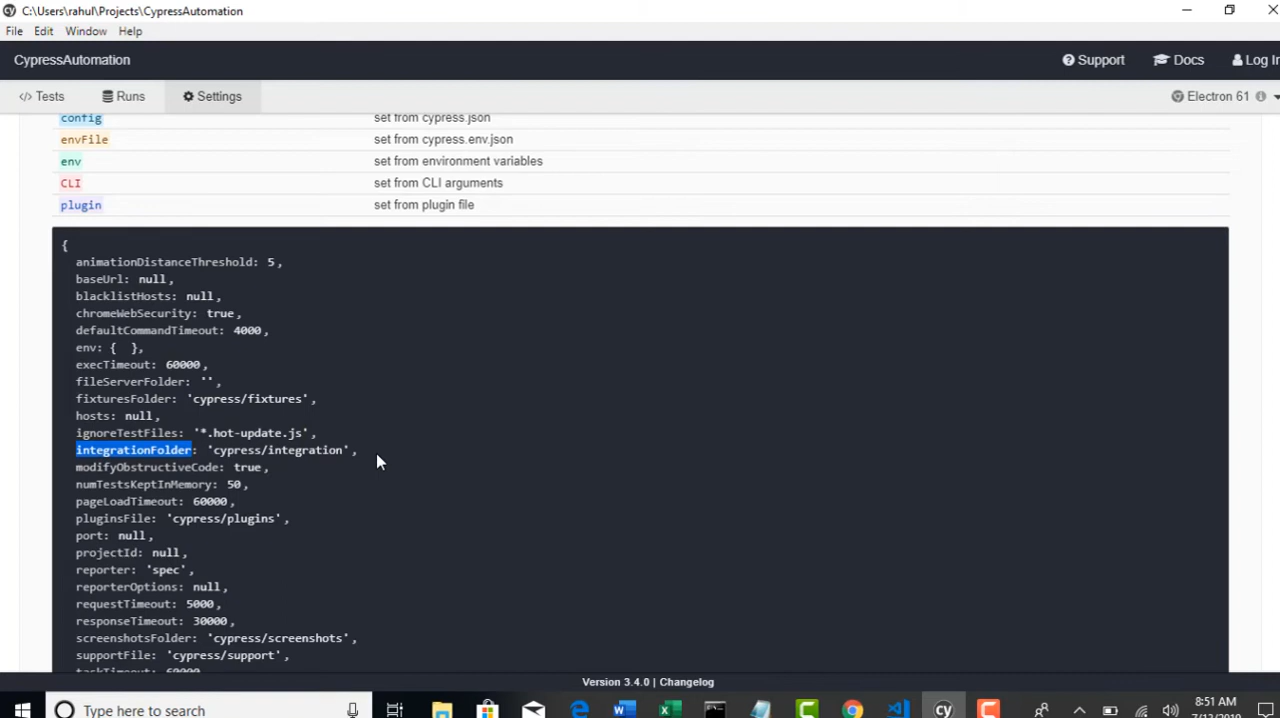 C:\Users\rahul\Projects\CypressAutomation
File Edit Window Help
CypressAutomation Support Docs Log In
</> Tests Runs Settings Electron 61
config set from cypress.json
envFile set from cypress.env.json
env set from environment variables
CLI set from CLI arguments
plugin set from plugin file
{
animationDistanceThreshold: 5,
baseUrl: null,
blacklistHosts: null,
chromeWebSecurity: true,
defaultCommandTimeout: 4000,
env: { },
execTimeout: 60000,
fileServerFolder: '',
fixturesFolder: 'cypress/fixtures',
hosts: null,
ignoreTestFiles: '*.hot-update.js',
integrationFolder: 'cypress/integration',
modifyObstructiveCode: true,
numTestsKeptInMemory: 50,
pageLoadTimeout: 60000,
pluginsFile: 'cypress/plugins',
port: null,
projectId: null,
reporter: 'spec',
reporterOptions: null,
requestTimeout: 5000,
responseTimeout: 30000,
screenshotsFolder: 'cypress/screenshots',
supportFile: 'cypress/support',
taskTimeout: 60000
Version 3.4.0 | Changelog
Type here to search
8:51 AM